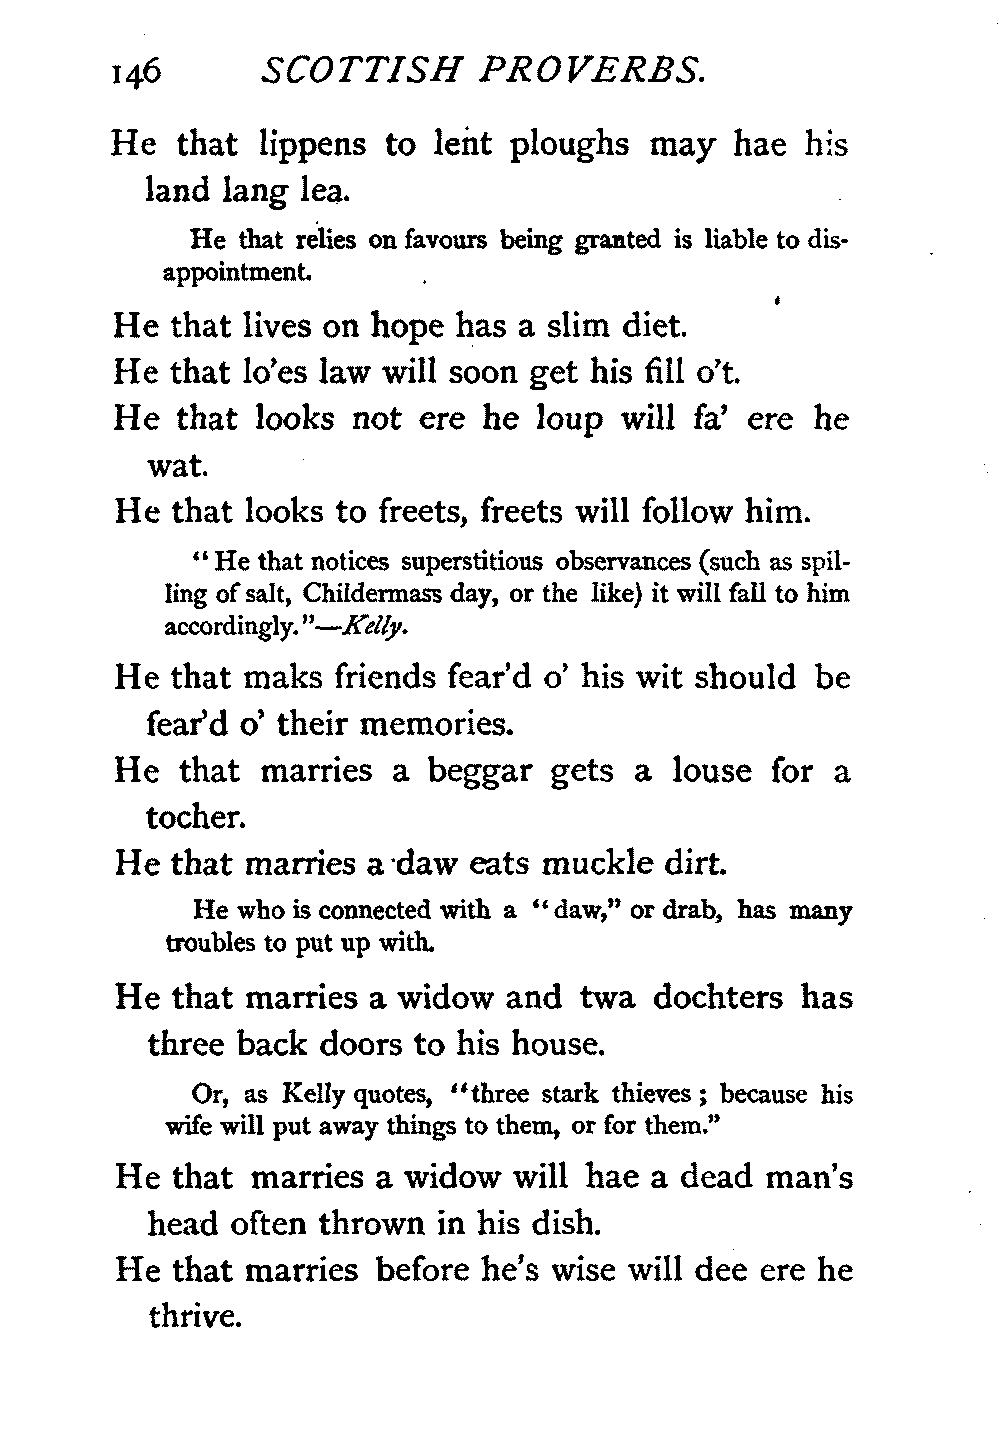 146 SCOTTISH PROVERBS.
He that lippens to lent ploughs may hae his
land lang lea.
He that relies on favours being granted is liable to dis-
appointment.
He that lives on hope has a slim diet.
He that lo'es law will soon get his fill o't.
He that looks not ere he loup will fa' ere he
wat.
He that looks to freets, freets will follow him.
"He that notices superstitious observances (such as spil-
ling of salt, Childermass day, or the like) it will fall to him
accordingly."—Kelly.
He that maks friends fear'd o' his wit should be
fear'd o' their memories.
He that marries a beggar gets a louse for a
tocher.
He that marries a daw eats muckle dirt.
He who is connected with a "daw," or drab, has many
troubles to put up with.
He that marries a widow and twa dochters has
three back doors to his house.
Or, as Kelly quotes, "three stark thieves; because his
wife will put away things to them, or for them."
He that marries a widow will hae a dead man's
head often thrown in his dish.
He that marries before he's wise will dee ere he
thrive.